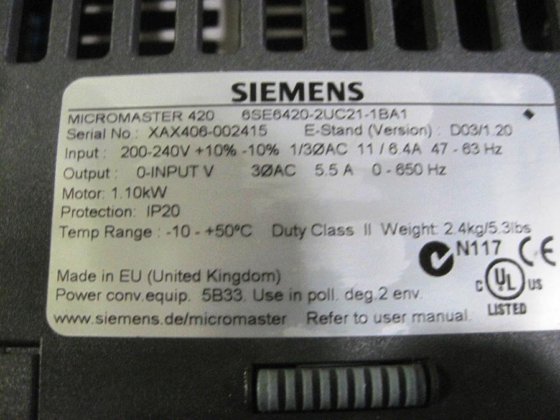 SIEMENS
MICROMASTER 420 6SE6420-2UC21-1BA1
Serial No : XAX406-002415 E-Stand (Version) : D03/1.20
Input : 200-240V +10% -10% 1/3ØAC 11 / 6.4A 47 - 63 Hz
Output : 0-INPUT V 3ØAC 5.5 A 0 - 650 Hz
Motor: 1.10kW
Protection: IP20
Temp Range : -10 - +50°C Duty Class II Weight: 2.4kg/5.3lbs
N117 CE
Made in EU (United Kingdom)
C UL US
Power conv.equip. 5B33. Use in poll. deg.2 env.
LISTED
www.siemens.de/micromaster Refer to user manual.